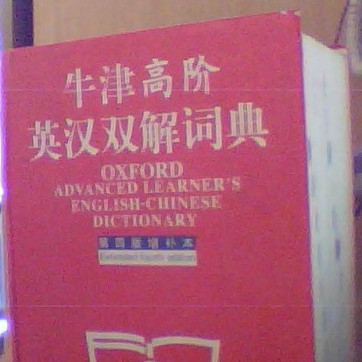 牛津高阶
英汉双解词典
OXFORD
ADVANCED LEARNER'S
ENGLISH-CHINESE
DICTIONARY
第四版增补本
Extended fourth edition